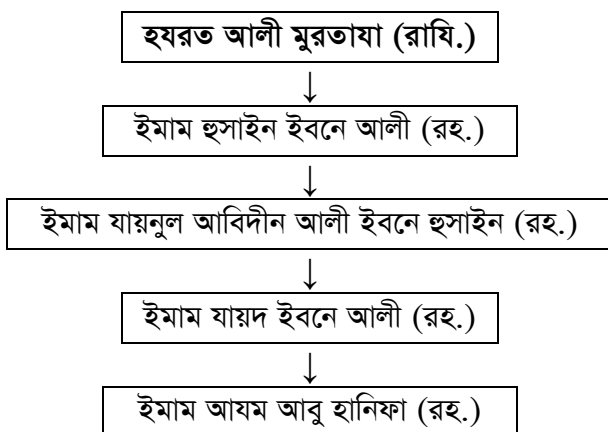 হযরত আলী মুরতাযা (রাযি.)
↓
ইমাম হুসাইন ইবনে আলী (রহ.)
↓
ইমাম যায়নুল আবিদীন আলী ইবনে হুসাইন (রহ.)
↓
ইমাম যায়দ ইবনে আলী (রহ.)
↓
ইমাম আযম আবু হানিফা (রহ.)